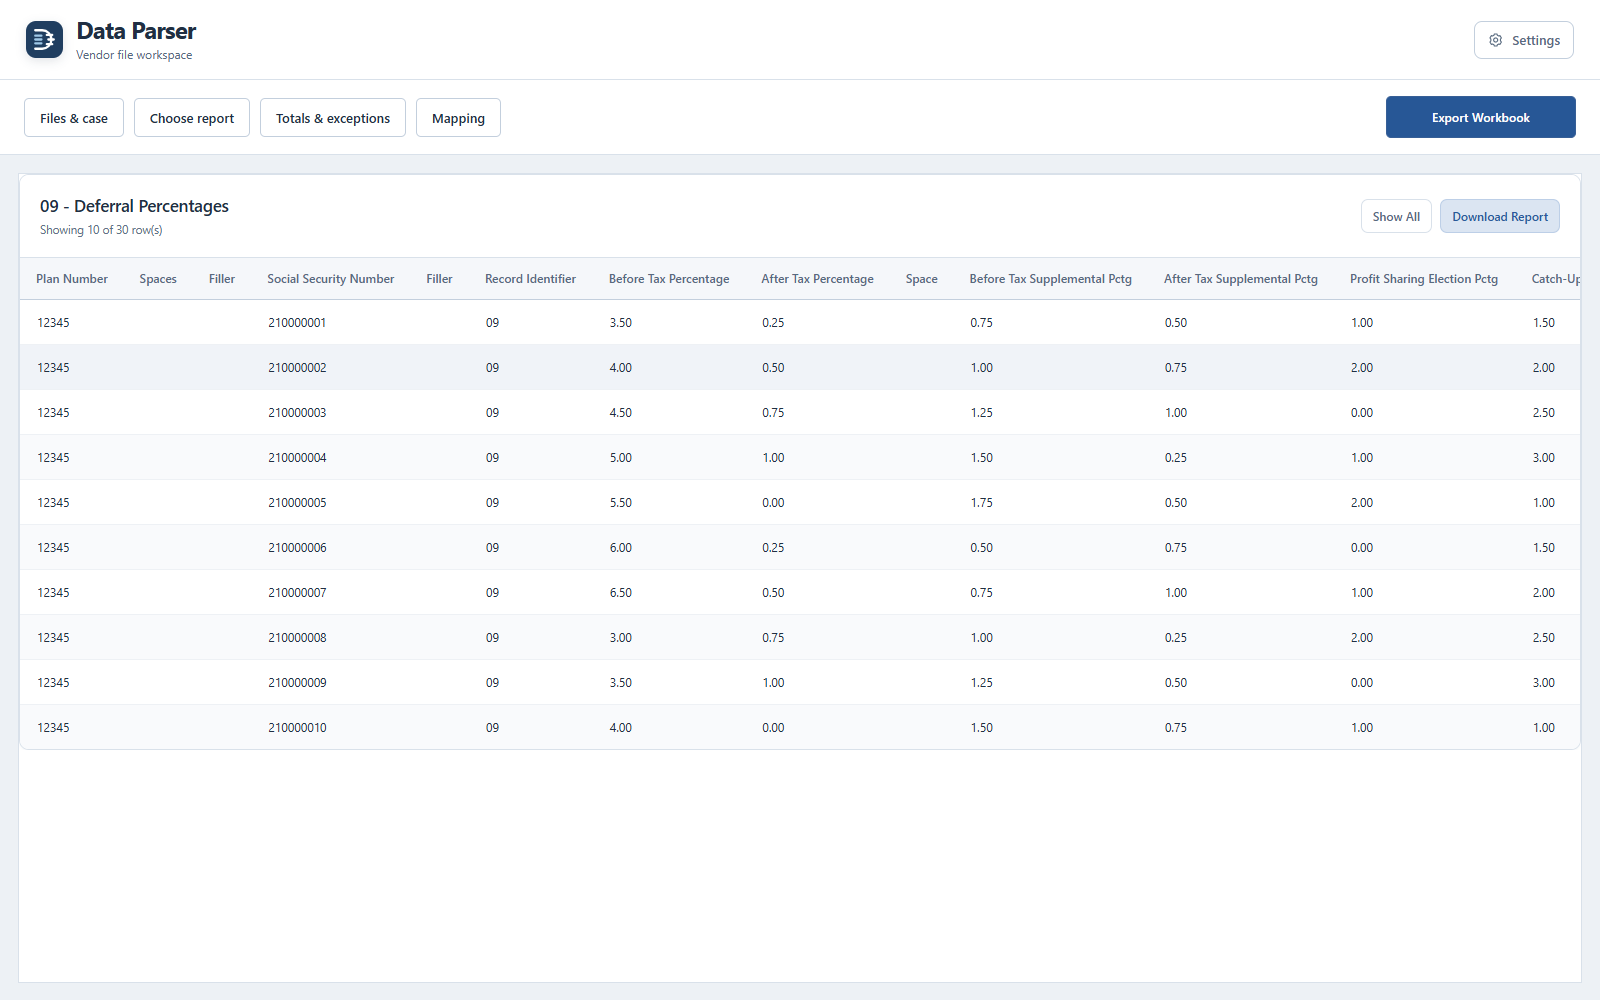 Data Parser
Vendor file workspace
Settings
Files & case
Choose report
Totals & exceptions
Mapping
Export Workbook
09 - Deferral Percentages
Showing 10 of 30 row(s)
Show All
Download Report
Plan Number Spaces Filler Social Security Number Filler Record Identifier Before Tax Percentage After Tax Percentage Space Before Tax Supplemental Pctg After Tax Supplemental Pctg Profit Sharing Election Pctg Catch-Up
12345 210000001 09 3.50 0.25 0.75 0.50 1.00 1.50
12345 210000002 09 4.00 0.50 1.00 0.75 2.00 2.00
12345 210000003 09 4.50 0.75 1.25 1.00 0.00 2.50
12345 210000004 09 5.00 1.00 1.50 0.25 1.00 3.00
12345 210000005 09 5.50 0.00 1.75 0.50 2.00 1.00
12345 210000006 09 6.00 0.25 0.50 0.75 0.00 1.50
12345 210000007 09 6.50 0.50 0.75 1.00 1.00 2.00
12345 210000008 09 3.00 0.75 1.00 0.25 2.00 2.50
12345 210000009 09 3.50 1.00 1.25 0.50 0.00 3.00
12345 210000010 09 4.00 0.00 1.50 0.75 1.00 1.00